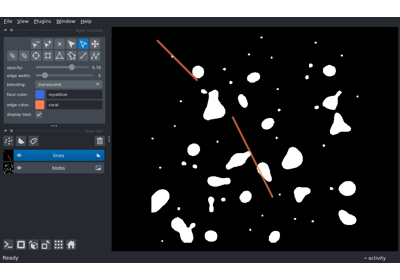 File View Plugins Window Help
opacity: 0.70
edge width: 5
blending: translucent
face color: royalblue
edge color: coral
display text: ✓
lines
blobs
Ready
activity